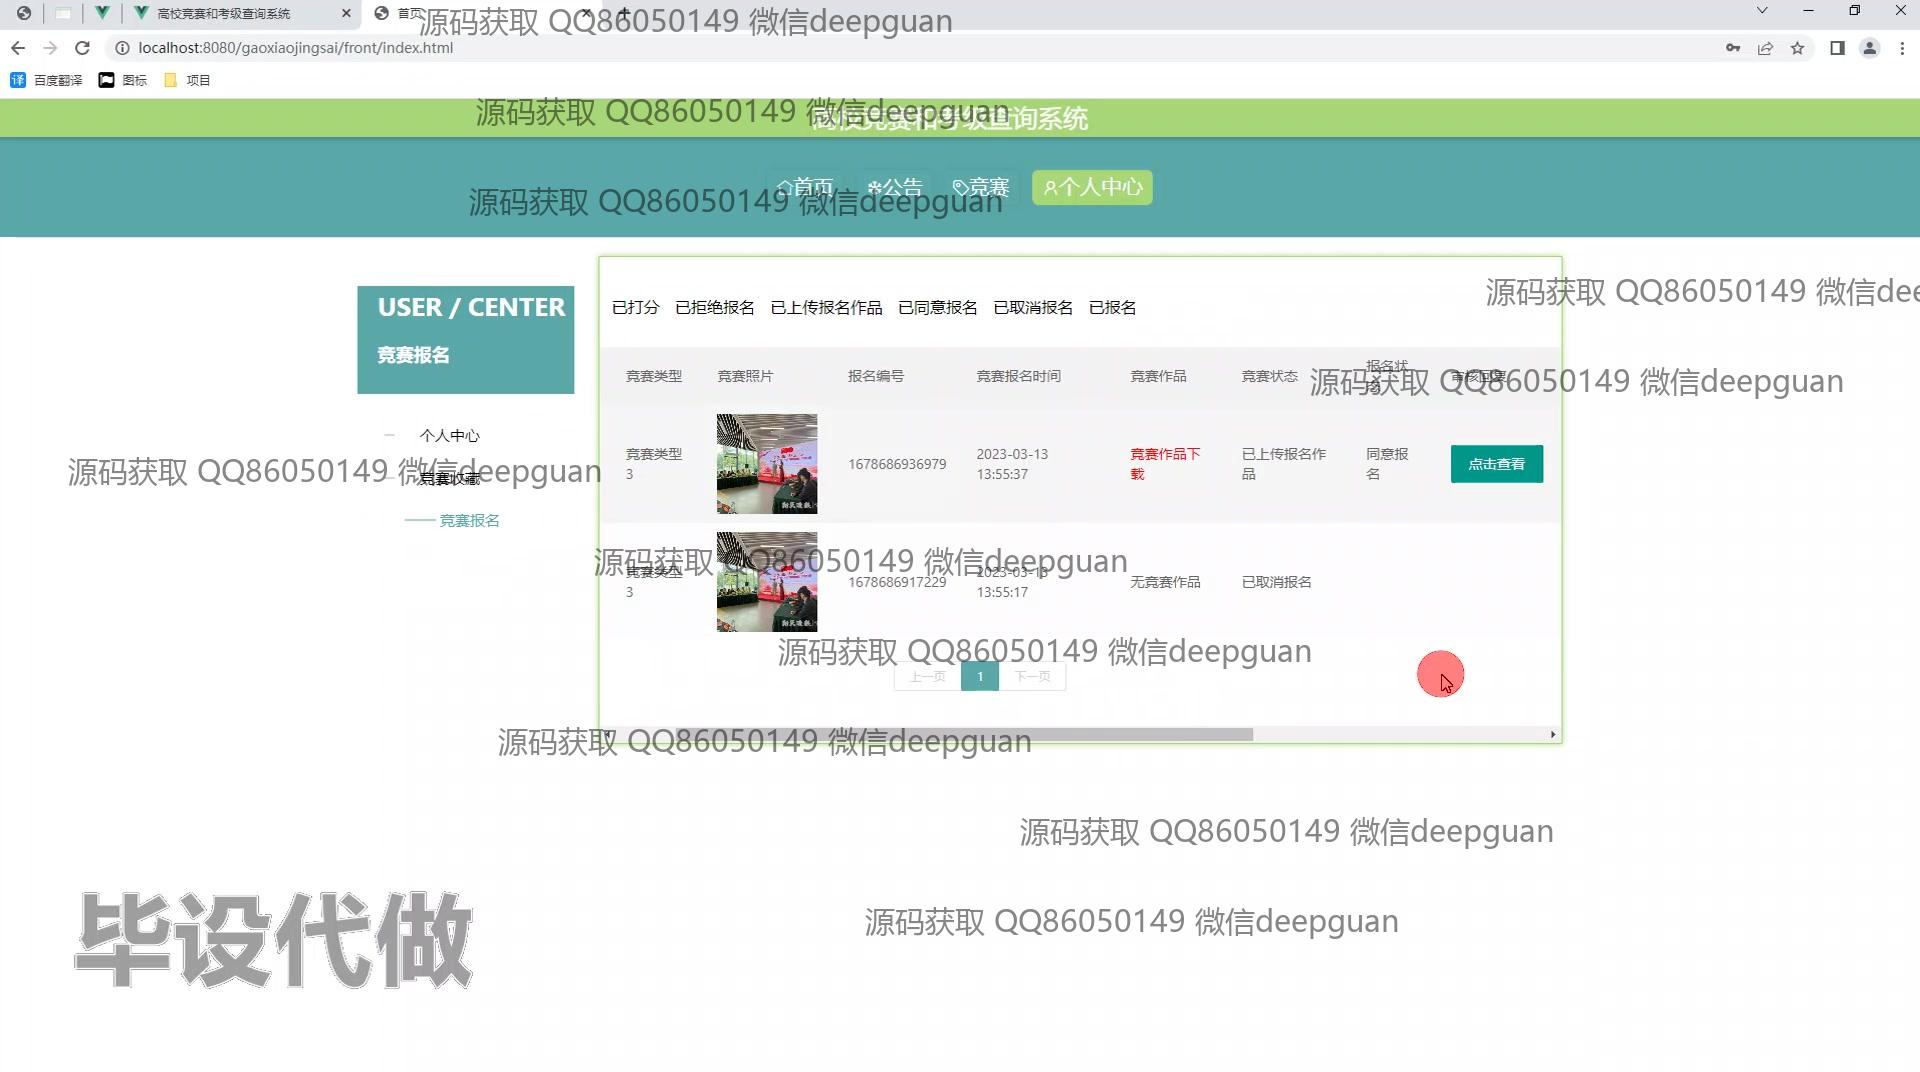 高校竞赛和考级查询系统
首页
源码获取 QQ86050149 微信deepguan
localhost:8080/gaoxiaojingsai/front/index.html
译 百度翻译 图标 项目
源码获取 QQ86050149 微信deepguan
高校竞赛和考级查询系统
首页 公告 竞赛 个人中心
源码获取 QQ86050149 微信deepguan
USER / CENTER
竞赛报名
已打分 已拒绝报名 已上传报名作品 已同意报名 已取消报名 已报名
源码获取 QQ86050149 微信dee
竞赛类型 竞赛照片 报名编号 竞赛报名时间 竞赛作品 竞赛状态 报名状态 审核回复
源码获取 QQ86050149 微信deepguan
个人中心
竞赛收藏
竞赛报名
源码获取 QQ86050149 微信deepguan
竞赛类型
3
1678686936979
2023-03-13
13:55:37
竞赛作品下
载
已上传报名作
品
同意报
名
点击查看
源码获取 QQ86050149 微信deepguan
竞赛类型
3
1678686917229
2023-03-13
13:55:17
无竞赛作品
已取消报名
源码获取 QQ86050149 微信deepguan
上一页 1 下一页
源码获取 QQ86050149 微信deepguan
源码获取 QQ86050149 微信deepguan
源码获取 QQ86050149 微信deepguan
毕设代做